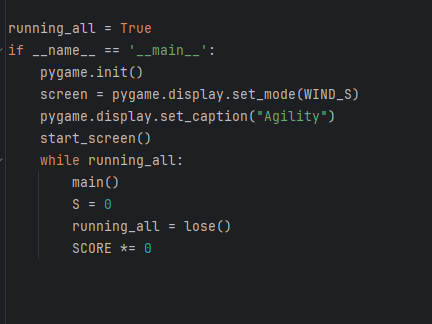 running_all = True
if __name__ == '__main__':
    pygame.init()
    screen = pygame.display.set_mode(WIND_S)
    pygame.display.set_caption("Agility")
    start_screen()
    while running_all:
        main()
        S = 0
        running_all = lose()
        SCORE *= 0